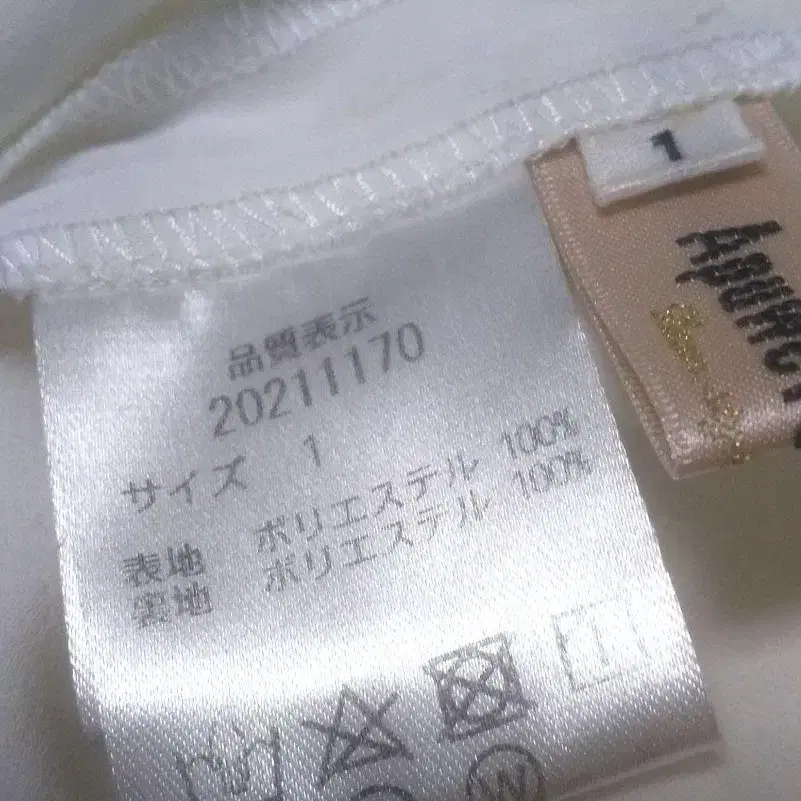 1
品質表示
20211170
サイズ 1
表地 ポリエステル 100%
裏地 ポリエステル 100%
W